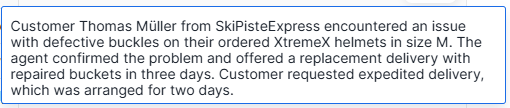 Customer Thomas Müller from SkiPisteExpress encountered an issue
with defective buckles on their ordered XtremeX helmets in size M. The
agent confirmed the problem and offered a replacement delivery with
repaired buckets in three days. Customer requested expedited delivery,
which was arranged for two days.